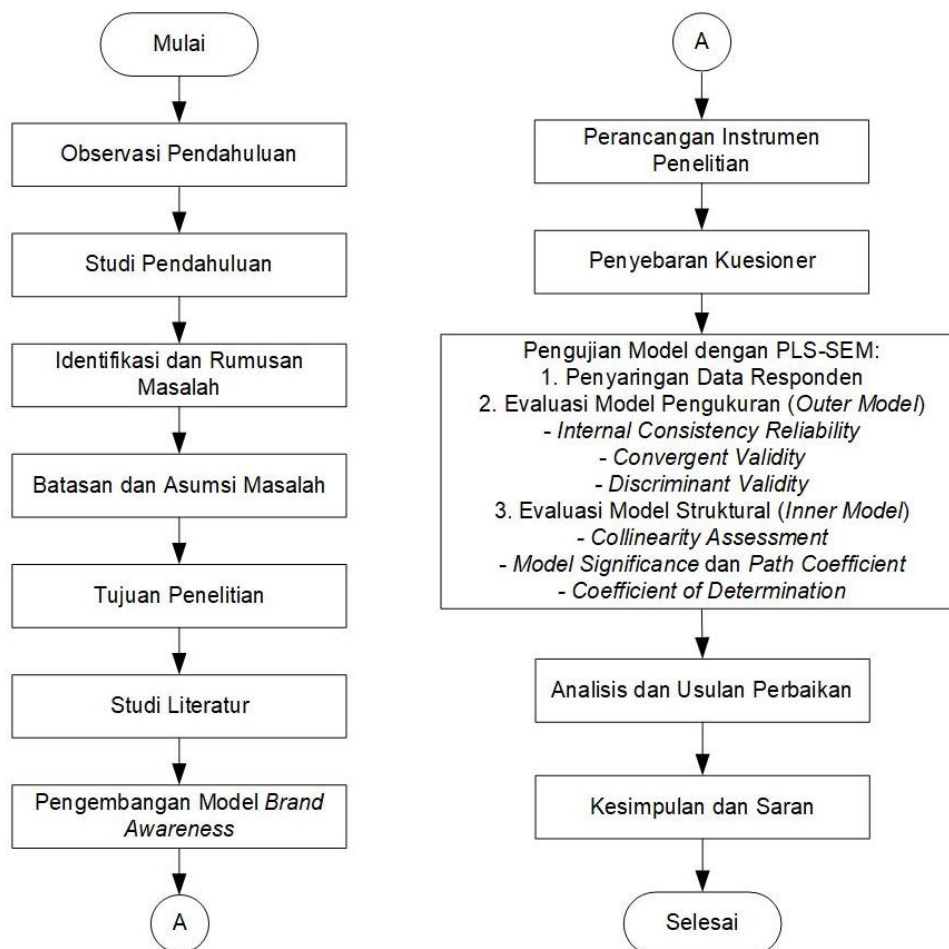 Mulai
Observasi Pendahuluan
Studi Pendahuluan
Identifikasi dan Rumusan
Masalah
Batasan dan Asumsi Masalah
Tujuan Penelitian
Studi Literatur
Pengembangan Model Brand
Awareness
A
A
Perancangan Instrumen
Penelitian
Penyebaran Kuesioner
Pengujian Model dengan PLS-SEM:
1. Penyaringan Data Responden
2. Evaluasi Model Pengukuran (Outer Model)
- Internal Consistency Reliability
- Convergent Validity
- Discriminant Validity
3. Evaluasi Model Struktural (Inner Model)
- Collinearity Assessment
- Model Significance dan Path Coefficient
- Coefficient of Determination
Analisis dan Usulan Perbaikan
Kesimpulan dan Saran
Selesai